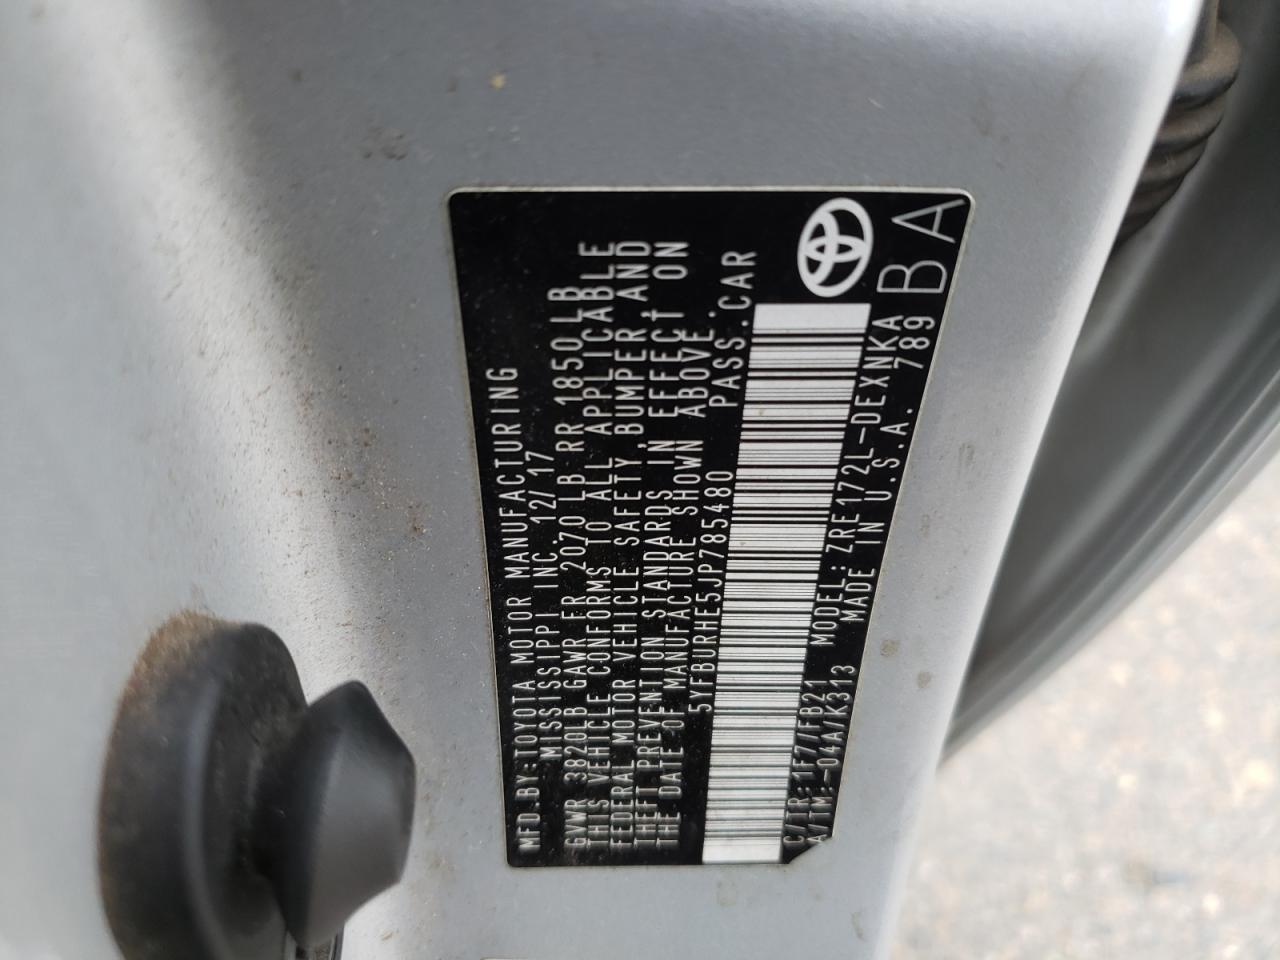 MFD.BY:TOYOTA MOTOR MANUFACTURING
MISSISSIPPI INC. 12/17
GVWR 3820LB GAWR FR 2070LB RR 1850LB
THIS VEHICLE CONFORMS TO ALL APPLICABLE
FEDERAL MOTOR VEHICLE SAFETY,BUMPER,AND
THEFT PREVENTION STANDARDS IN EFFECT ON
THE DATE OF MANUFACTURE SHOWN ABOVE.
5YFBURHE5JP785480 PASS.CAR
C/TR:1F7/FB21 MODEL:ZRE172L-DEXNKA
A/TM:-04A/K313 MADE IN U.S.A. 789
BA